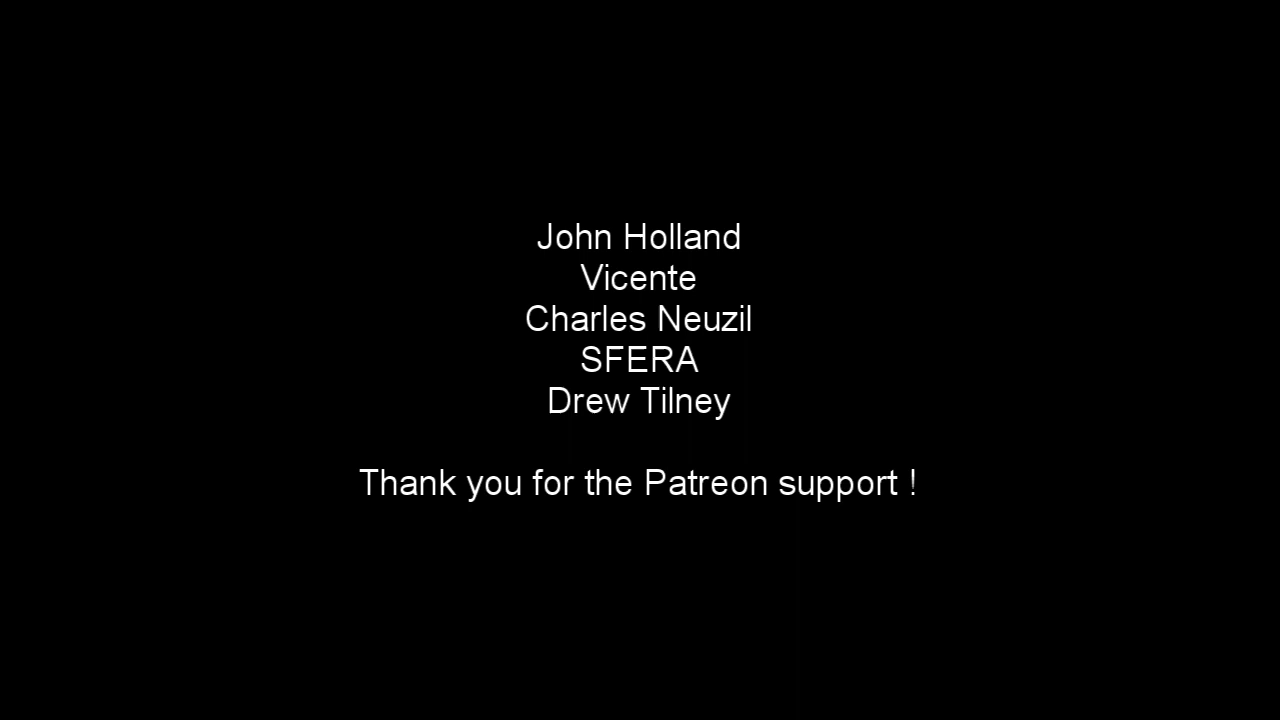 John Holland
Vicente
Charles Neuzil
SFERA
Drew Tilney
Thank you for the Patreon support !